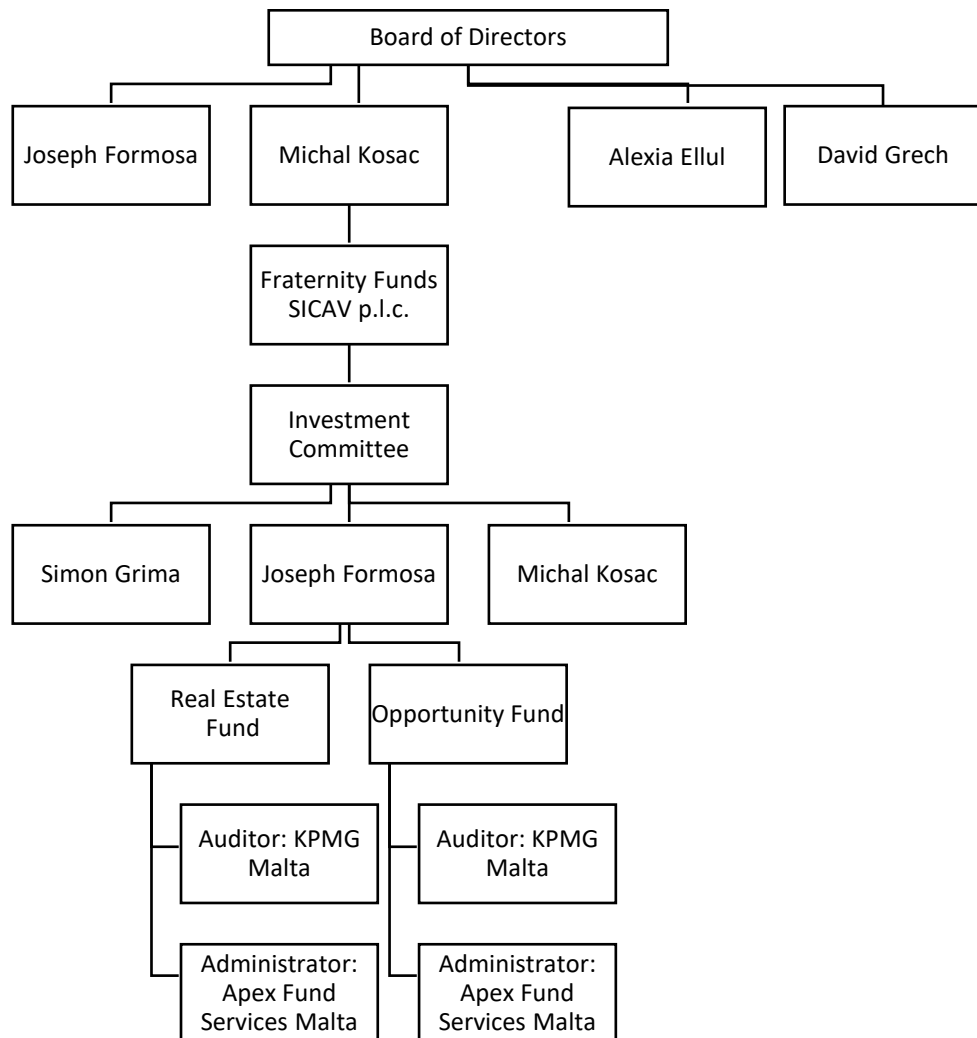 Board of Directors
Joseph Formosa
Michal Kosac
Alexia Ellul
David Grech
Fraternity Funds
SICAV p.l.c.
Investment
Committee
Simon Grima
Joseph Formosa
Michal Kosac
Real Estate
Fund
Opportunity Fund
Auditor: KPMG
Malta
Auditor: KPMG
Malta
Administrator:
Apex Fund
Services Malta
Administrator:
Apex Fund
Services Malta